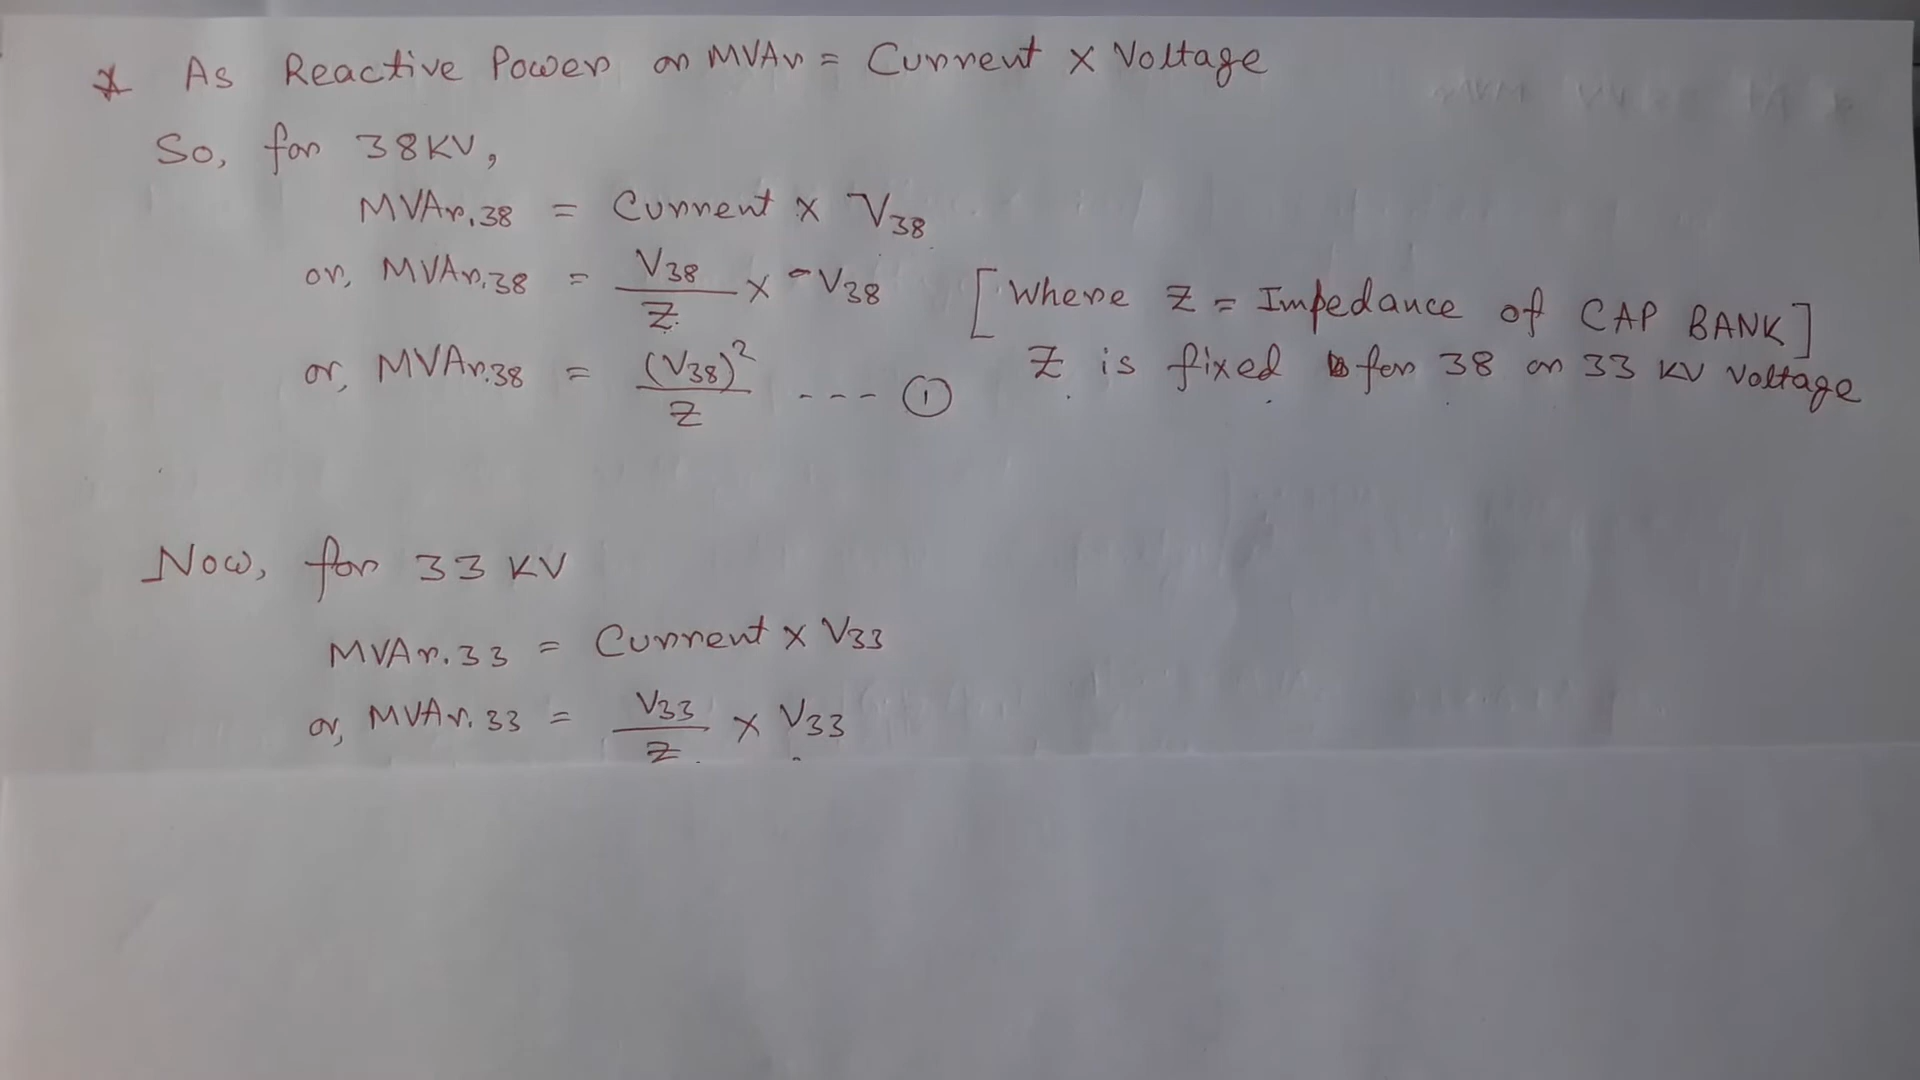 * As Reactive Power or MVAr = Current x Voltage
So, for 38KV,
MVAr.38 = Current x V38
or, MVAr.38 = V38/Z x V38 [Where Z = Impedance of CAP BANK]
or, MVAr.38 = (V38)²/Z ---- ① Z is fixed for 38 or 33 KV Voltage
Now, for 33 KV
MVAr.33 = Current x V33
or, MVAr.33 = V33/Z x V33